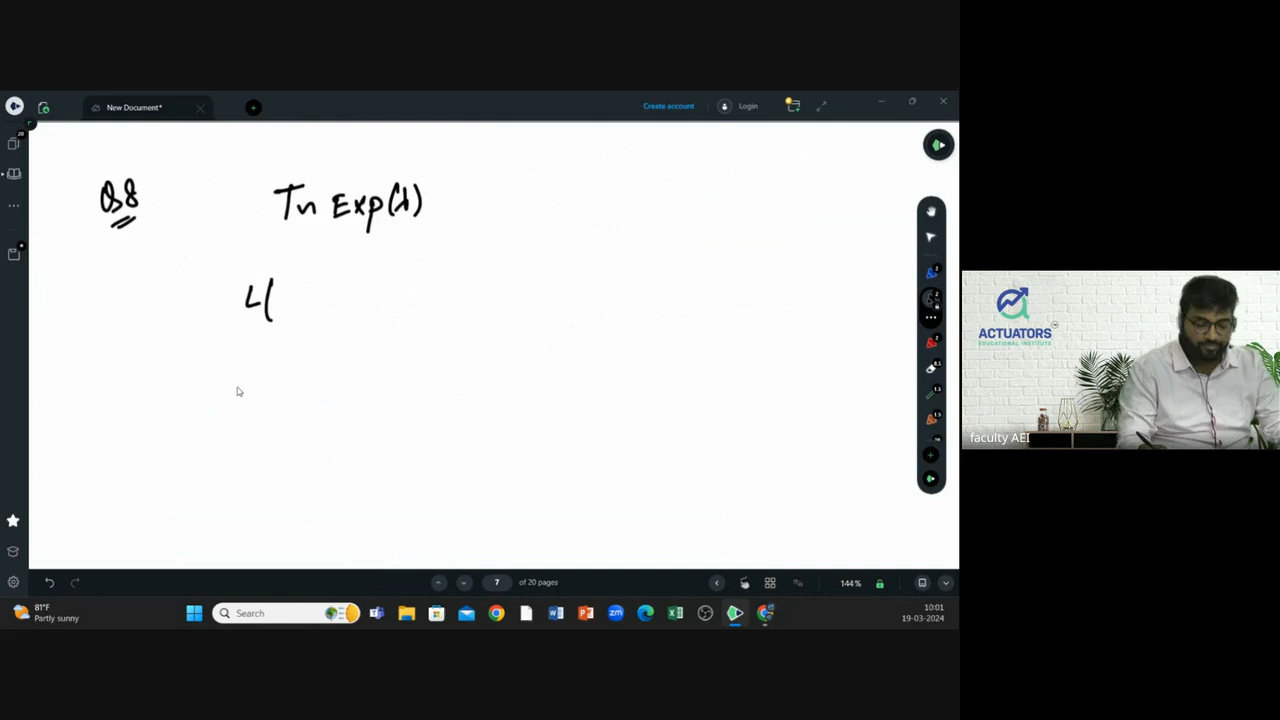 New Document*
Create account
Login
Q8
T~ Exp(λ)
L(
ACTUATORS
EDUCATIONAL INSTITUTE
faculty AEI
7 of 20 pages
144%
81°F
Partly sunny
Search
10:01
19-03-2024